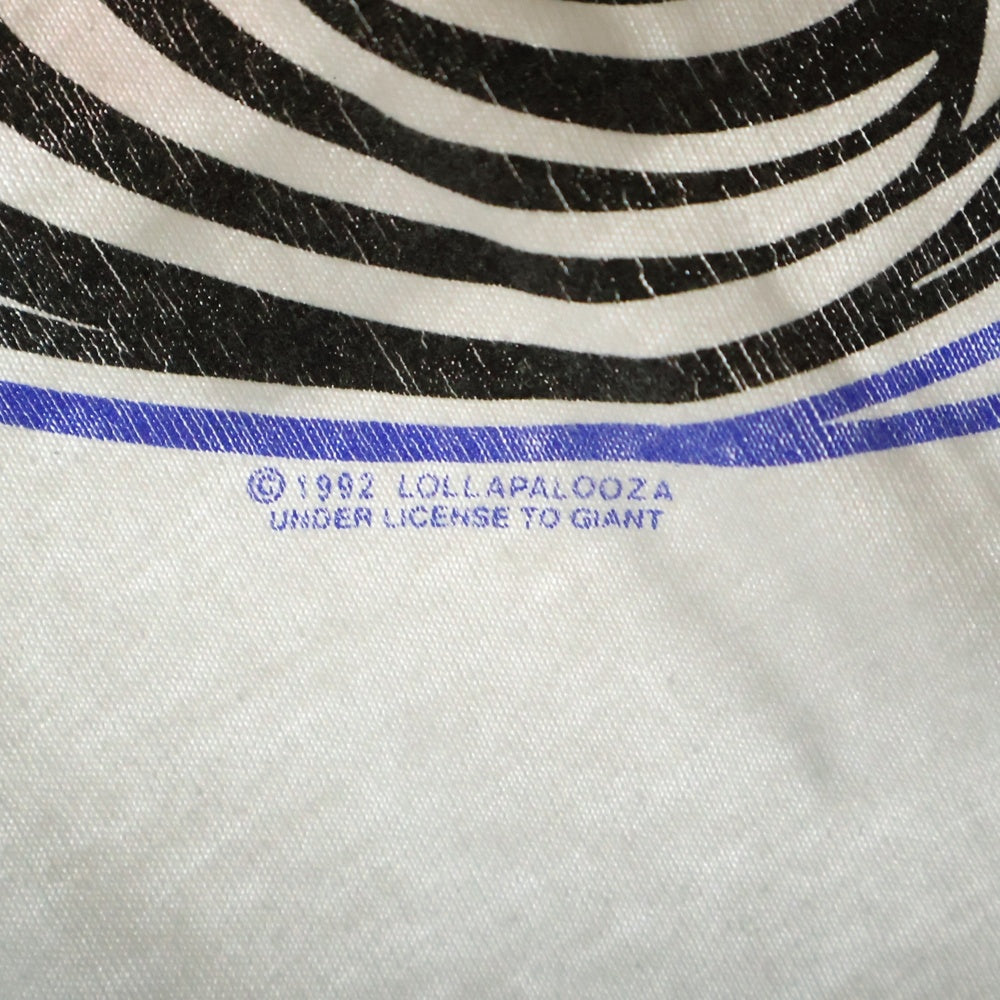 © 1992 LOLLAPALOOZA
UNDER LICENSE TO GIANT